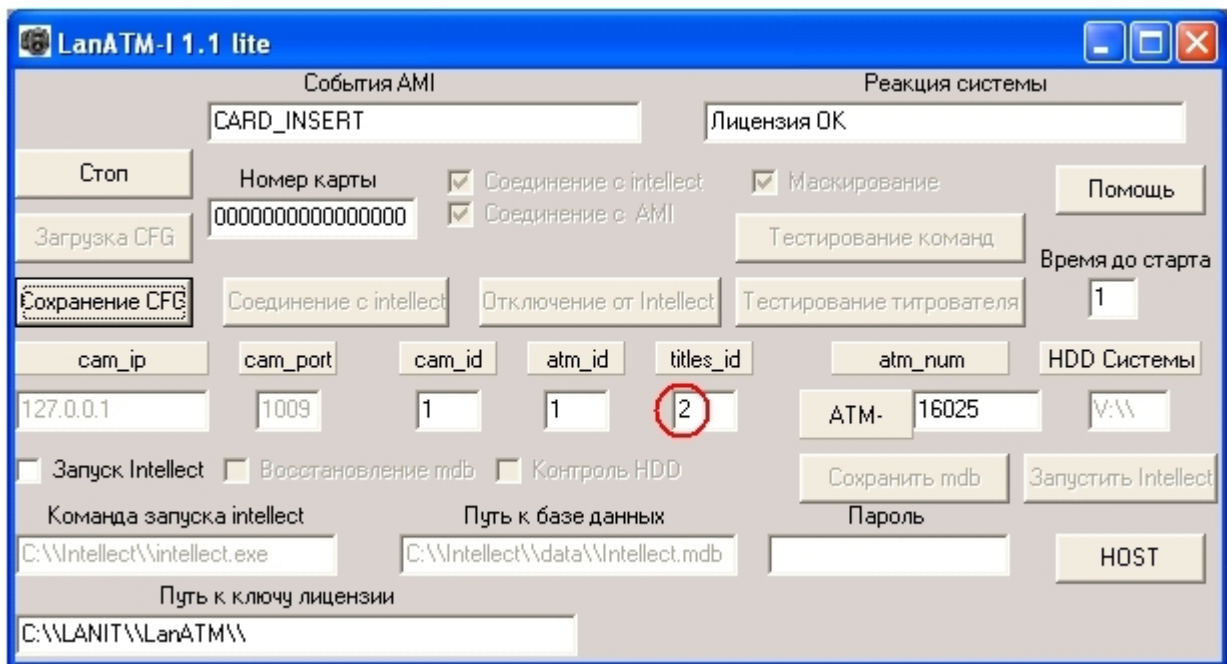 LanATM-I 1.1 lite
События AMI Реакция системы
CARD_INSERT Лицензия ОК
Стоп Номер карты Соединение с intellect Маскирование Помощь
0000000000000000 Соединение с AMI
Загрузка CFG Тестирование команд
Время до старта
Сохранение CFG Соединение с intellect Отключение от Intellect Тестирование титрователя 1
cam_ip cam_port cam_id atm_id titles_id atm_num HDD Системы
127.0.0.1 1009 1 1 2 ATM- 16025 V:\\
Запуск Intellect Восстановление mdb Контроль HDD Сохранить mdb Запустить Intellect
Команда запуска intellect Путь к базе данных Пароль
C:\\Intellect\\intellect.exe C:\\Intellect\\data\\Intellect.mdb HOST
Путь к ключу лицензии
C:\\LANIT\\LanATM\\